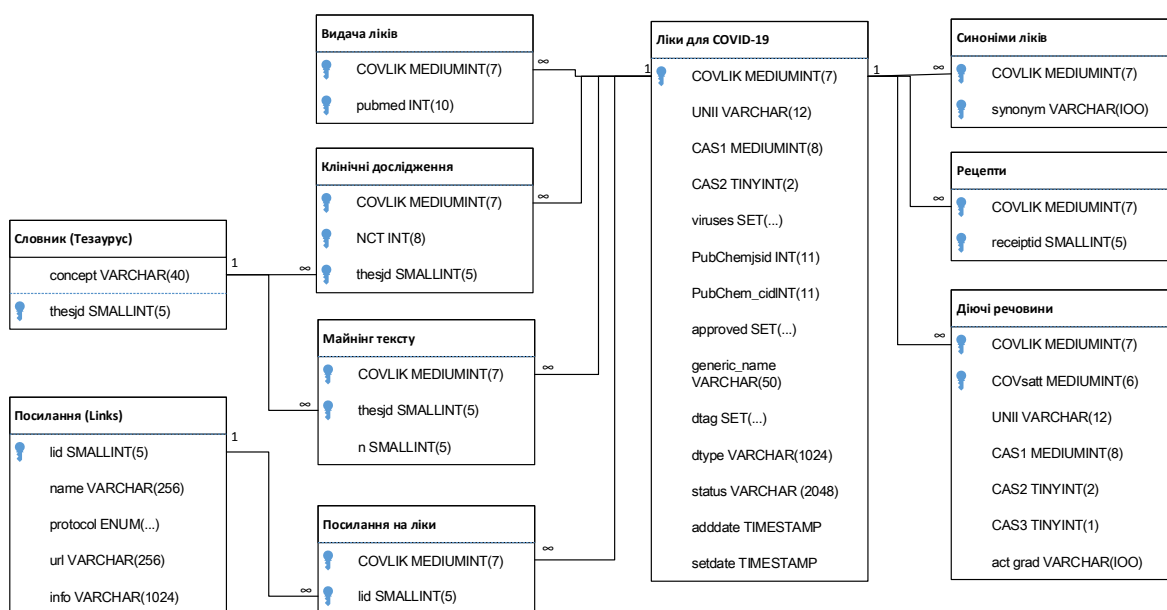 Видача ліків
COVLIK MEDIUMINT(7)
pubmed INT(10)
Клінічні дослідження
COVLIK MEDIUMINT(7)
NCT INT(8)
thesjd SMALLINT(5)
Словник (Тезаурус)
concept VARCHAR(40)
thesjd SMALLINT(5)
Майнінг тексту
COVLIK MEDIUMINT(7)
thesjd SMALLINT(5)
n SMALLINT(5)
Посилання (Links)
lid SMALLINT(5)
name VARCHAR(256)
protocol ENUM(...)
url VARCHAR(256)
info VARCHAR(1024)
Посилання на ліки
COVLIK MEDIUMINT(7)
lid SMALLINT(5)
Ліки для COVID-19
COVLIK MEDIUMINT(7)
UNII VARCHAR(12)
CAS1 MEDIUMINT(8)
CAS2 TINYINT(2)
viruses SET(...)
PubChemjsid INT(11)
PubChem_cidINT(11)
approved SET(...)
generic_name
VARCHAR(50)
dtag SET(...)
dtype VARCHAR(1024)
status VARCHAR (2048)
adddate TIMESTAMP
setdate TIMESTAMP
Синоніми ліків
COVLIK MEDIUMINT(7)
synonym VARCHAR(IOO)
Рецепти
COVLIK MEDIUMINT(7)
receiptid SMALLINT(5)
Діючі речовини
COVLIK MEDIUMINT(7)
COVsatt MEDIUMINT(6)
UNII VARCHAR(12)
CAS1 MEDIUMINT(8)
CAS2 TINYINT(2)
CAS3 TINYINT(1)
act grad VARCHAR(IOO)
1
∞
∞
1
∞
∞
∞
∞
1
1
∞
∞
∞